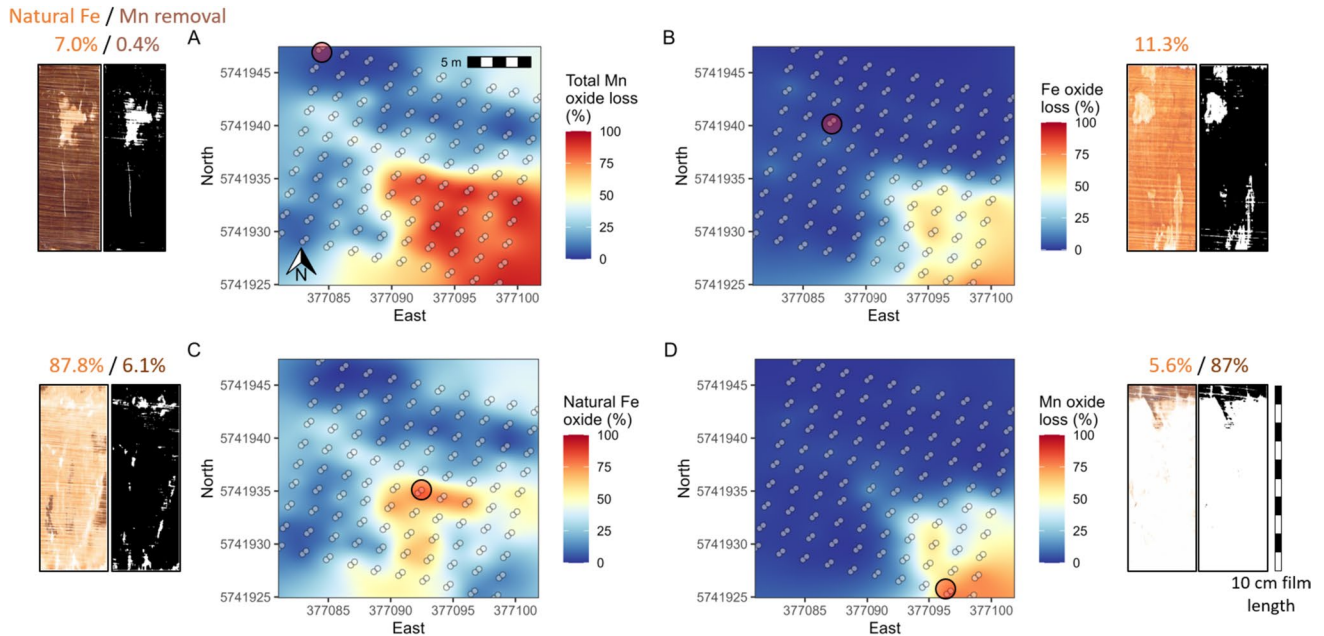 Natural Fe / Mn removal
7.0% / 0.4%
A
5741945
5741940
5741935
5741930
5741925
North
5 m
N
377085 377090 377095 377100
East
Total Mn
oxide loss
(%)
100
75
50
25
0
B
5741945
5741940
5741935
5741930
5741925
North
377085 377090 377095 377100
East
Fe oxide
loss (%)
100
75
50
25
0
11.3%
87.8% / 6.1%
C
5741945
5741940
5741935
5741930
5741925
North
377085 377090 377095 377100
East
Natural Fe
oxide (%)
100
75
50
25
0
D
5741945
5741940
5741935
5741930
5741925
North
377085 377090 377095 377100
East
Mn oxide
loss (%)
100
75
50
25
0
5.6% / 87%
10 cm film
length